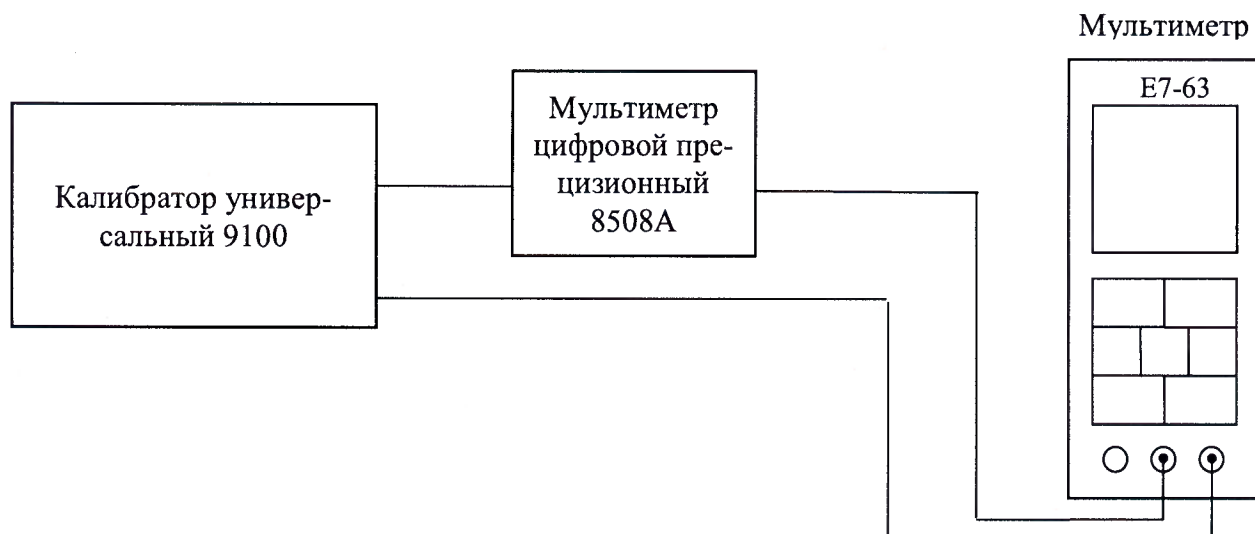 Мультиметр
Е7-63
Мультиметр
цифровой пре-
цизионный
8508А
Калибратор универ-
сальный 9100